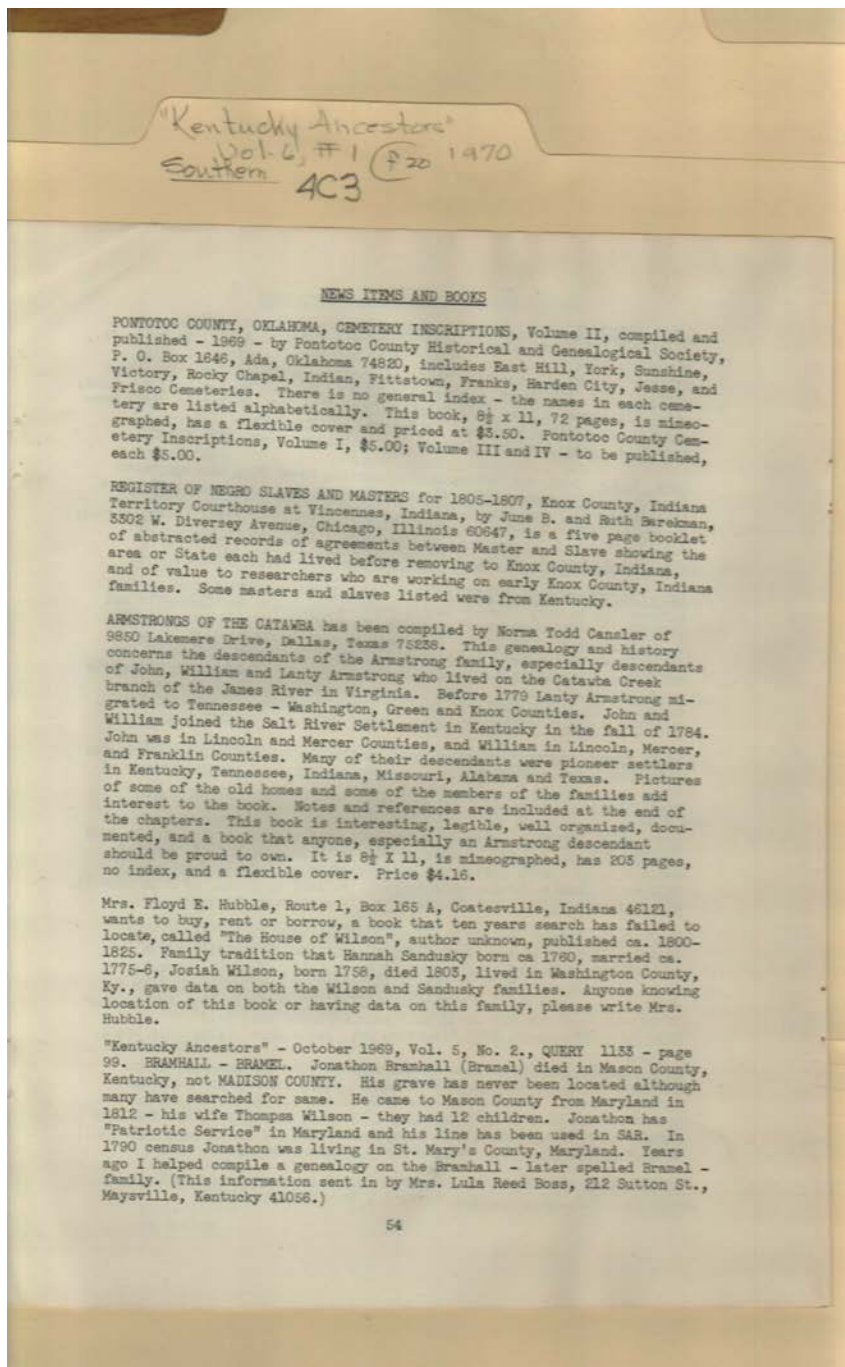 "Kentucky Ancestors"
Vol. 6, #1 p 20 1970
Southern
4C3
NEWS ITEMS AND BOOKS
PONTOTOC COUNTY, OKLAHOMA, CEMETERY INSCRIPTIONS, Volume II, compiled and
published - 1969 - by Pontotoc County Historical and Genealogical Society,
P. O. Box 1646, Ada, Oklahoma 74820, includes East Hill, York, Sunshine,
Victory, Rocky Chapel, Indian, Fittstown, Franks, Harden City, Jesse, and
Frisco Cemeteries. There is no general index - the names in each ceme-
tery are listed alphabetically. This book, 8½ x 11, 72 pages, is mimeo-
graphed, has a flexible cover and priced at $3.50. Pontotoc County Cem-
etery Inscriptions, Volume I, $5.00; Volume III and IV - to be published,
each $5.00.
REGISTER OF NEGRO SLAVES AND MASTERS for 1805-1807, Knox County, Indiana
Territory Courthouse at Vincennes, Indiana, by June B. and Ruth Barekman,
3302 W. Diversey Avenue, Chicago, Illinois 60647, is a five page booklet
of abstracted records of agreements between Master and Slave showing the
area or State each had lived before removing to Knox County, Indiana,
and of value to researchers who are working on early Knox County, Indiana
families. Some masters and slaves listed were from Kentucky.
ARMSTRONGS OF THE CATAWBA has been compiled by Norma Todd Cansler of
9850 Lakemere Drive, Dallas, Texas 75238. This genealogy and history
concerns the descendants of the Armstrong family, especially descendants
of John, William and Lanty Armstrong who lived on the Catawba Creek
branch of the James River in Virginia. Before 1779 Lanty Armstrong mi-
grated to Tennessee - Washington, Green and Knox Counties. John and
William joined the Salt River Settlement in Kentucky in the fall of 1784.
John was in Lincoln and Mercer Counties, and William in Lincoln, Mercer,
and Franklin Counties. Many of their descendants were pioneer settlers
in Kentucky, Tennessee, Indiana, Missouri, Alabama and Texas. Pictures
of some of the old homes and some of the members of the families add
interest to the book. Notes and references are included at the end of
the chapters. This book is interesting, legible, well organized, docu-
mented, and a book that anyone, especially an Armstrong descendant
should be proud to own. It is 8½ X 11, is mimeographed, has 203 pages,
no index, and a flexible cover. Price $4.16.
Mrs. Floyd E. Hubble, Route 1, Box 165 A, Coatesville, Indiana 46121,
wants to buy, rent or borrow, a book that ten years search has failed to
locate, called "The House of Wilson", author unknown, published ca. 1800-
1825. Family tradition that Hannah Sandusky born ca 1760, married ca.
1775-6, Josiah Wilson, born 1758, died 1803, lived in Washington County,
Ky., gave data on both the Wilson and Sandusky families. Anyone knowing
location of this book or having data on this family, please write Mrs.
Hubble.
"Kentucky Ancestors" - October 1969, Vol. 5, No. 2., QUERY 1133 - page
99. BRAMHALL - BRAMEL. Jonathon Bramhall (Bramel) died in Mason County,
Kentucky, not MADISON COUNTY. His grave has never been located although
many have searched for same. He came to Mason County from Maryland in
1812 - his wife Thompsa Wilson - they had 12 children. Jonathon has
"Patriotic Service" in Maryland and his line has been used in SAR. In
1790 census Jonathon was living in St. Mary's County, Maryland. Years
ago I helped compile a genealogy on the Bramhall - later spelled Bramel -
family. (This information sent in by Mrs. Lula Reed Boss, 212 Sutton St.,
Maysville, Kentucky 41056.)
54